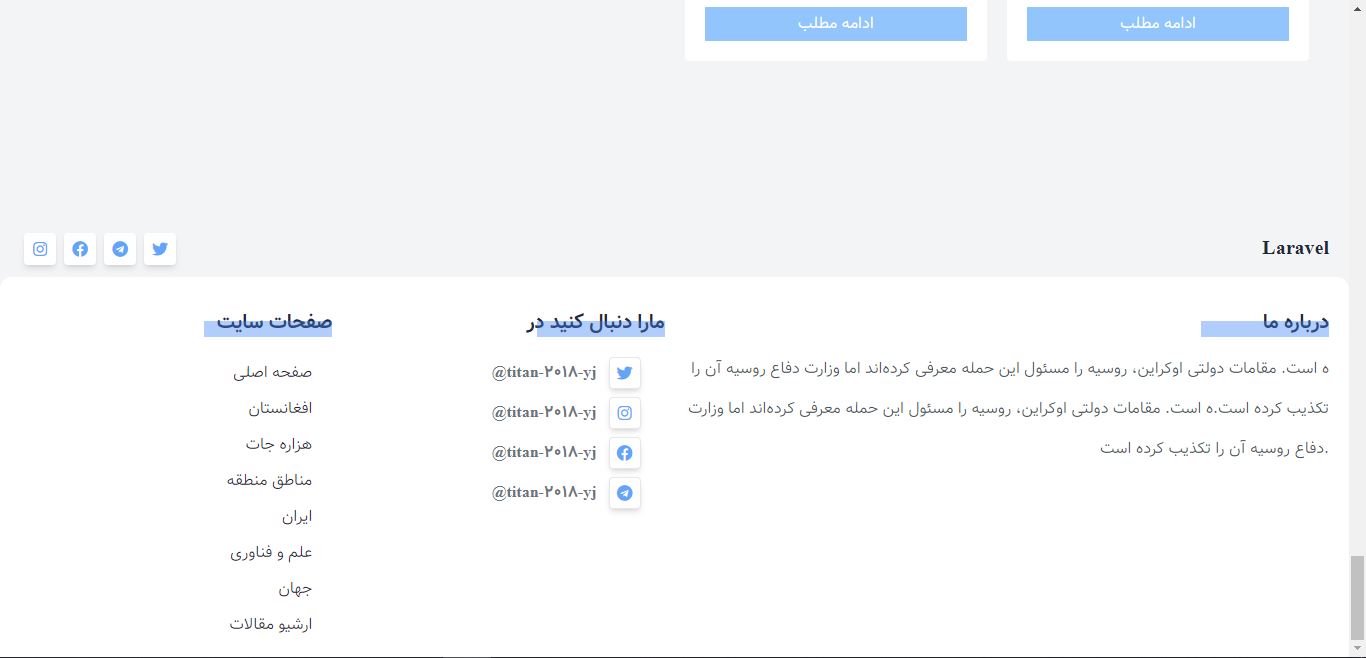 ادامه مطلب
ادامه مطلب
Laravel
درباره ما
ه است. مقامات دولتی اوکراین، روسیه را مسئول این حمله معرفی کرده‌اند اما وزارت دفاع روسیه آن را
تکذیب کرده است.ه است. مقامات دولتی اوکراین، روسیه را مسئول این حمله معرفی کرده‌اند اما وزارت
.دفاع روسیه آن را تکذیب کرده است
مارا دنبال کنید در
@titan-۲۰۱۸-yj
@titan-۲۰۱۸-yj
@titan-۲۰۱۸-yj
@titan-۲۰۱۸-yj
صفحات سایت
صفحه اصلی
افغانستان
هزاره جات
مناطق منطقه
ایران
علم و فناوری
جهان
ارشیو مقالات